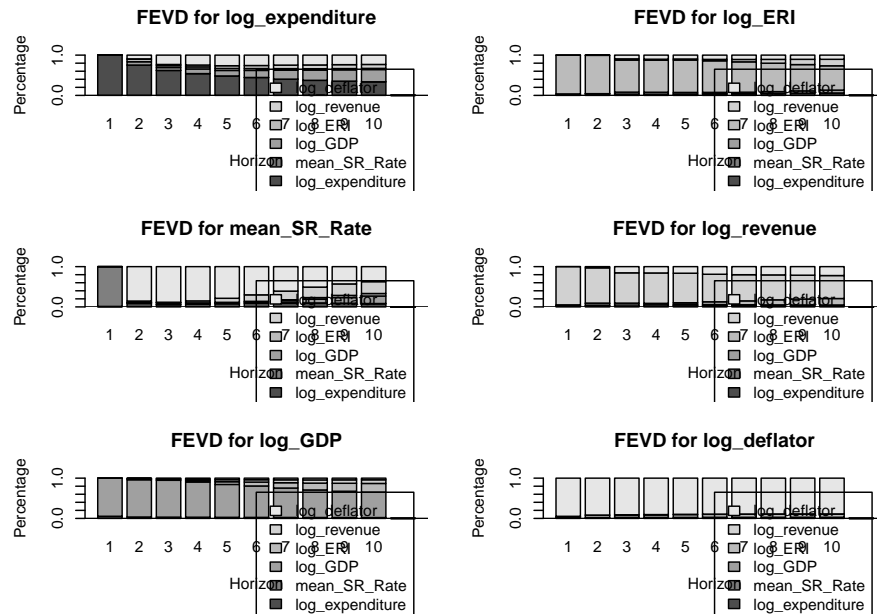 FEVD for log_expenditure
Percentage
0.0 1.0
1 2 3 4 5 6 7 8 9 10
Horizon
log_deflator
log_revenue
log_ERI
log_GDP
mean_SR_Rate
log_expenditure
FEVD for log_ERI
Percentage
0.0 1.0
1 2 3 4 5 6 7 8 9 10
Horizon
log_deflator
log_revenue
log_ERI
log_GDP
mean_SR_Rate
log_expenditure
FEVD for mean_SR_Rate
Percentage
0.0 1.0
1 2 3 4 5 6 7 8 9 10
Horizon
log_deflator
log_revenue
log_ERI
log_GDP
mean_SR_Rate
log_expenditure
FEVD for log_revenue
Percentage
0.0 1.0
1 2 3 4 5 6 7 8 9 10
Horizon
log_deflator
log_revenue
log_ERI
log_GDP
mean_SR_Rate
log_expenditure
FEVD for log_GDP
Percentage
0.0 1.0
1 2 3 4 5 6 7 8 9 10
Horizon
log_deflator
log_revenue
log_ERI
log_GDP
mean_SR_Rate
log_expenditure
FEVD for log_deflator
Percentage
0.0 1.0
1 2 3 4 5 6 7 8 9 10
Horizon
log_deflator
log_revenue
log_ERI
log_GDP
mean_SR_Rate
log_expenditure